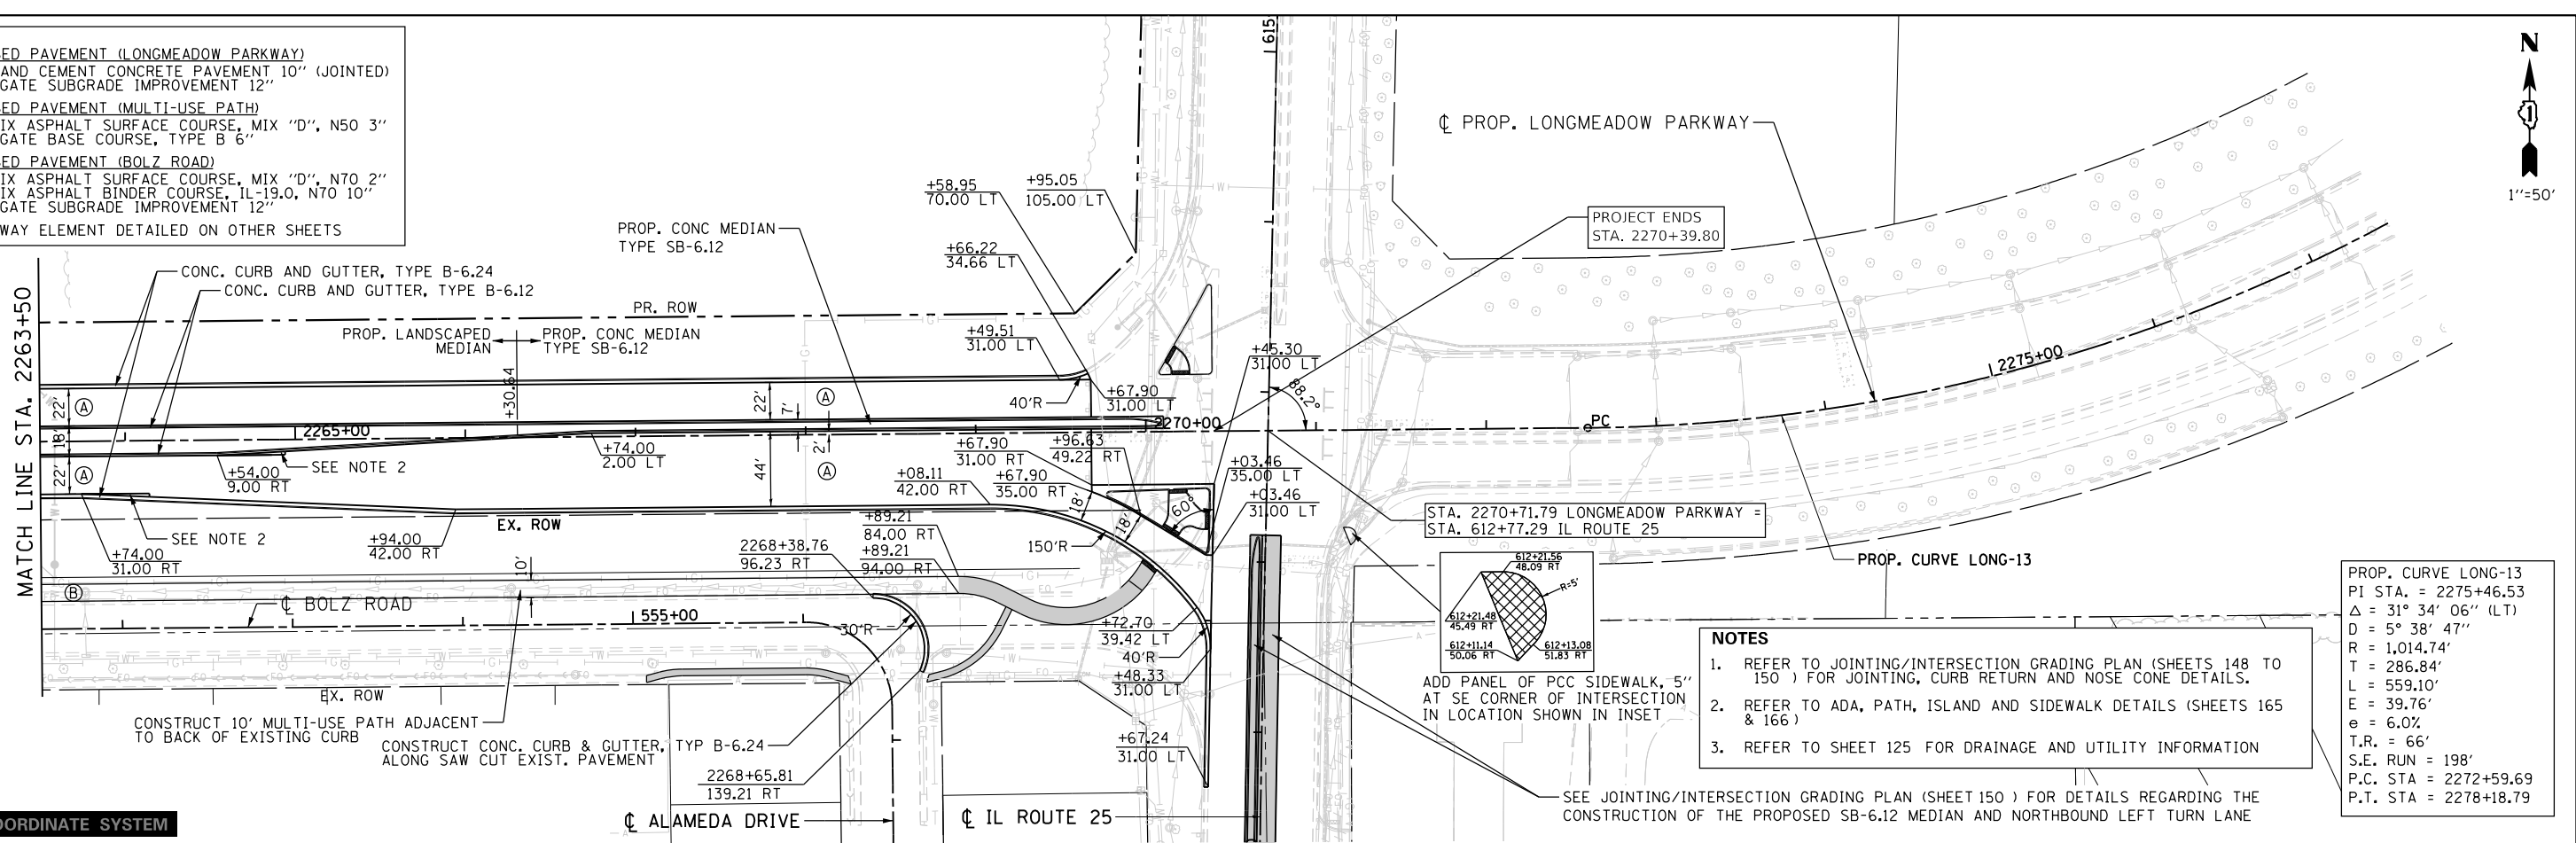 SED PAVEMENT (LONGMEADOW PARKWAY)
AND CEMENT CONCRETE PAVEMENT 10'' (JOINTED)
GATE SUBGRADE IMPROVEMENT 12''
SED PAVEMENT (MULTI-USE PATH)
IX ASPHALT SURFACE COURSE, MIX ''D'', N50 3''
GATE BASE COURSE, TYPE B 6''
SED PAVEMENT (BOLZ ROAD)
IX ASPHALT SURFACE COURSE, MIX ''D'', N70 2''
IX ASPHALT BINDER COURSE, IL-19.0, N70 10''
GATE SUBGRADE IMPROVEMENT 12''
WAY ELEMENT DETAILED ON OTHER SHEETS
615
N
1''=50'
℄ PROP. LONGMEADOW PARKWAY
PROJECT ENDS
STA. 2270+39.80
+58.95
70.00 LT
+95.05
105.00 LT
+66.22
34.66 LT
PROP. CONC MEDIAN
TYPE SB-6.12
CONC. CURB AND GUTTER, TYPE B-6.24
CONC. CURB AND GUTTER, TYPE B-6.12
PR. ROW
PROP. LANDSCAPED
MEDIAN
PROP. CONC MEDIAN
TYPE SB-6.12
+49.51
31.00 LT
+45.30
31.00 LT
88.2°
MATCH LINE STA. 2263+50
+30.64
22'
A
22'
7'
A
40'R
+67.90
31.00 LT
2275+00
18'
2265+00
2270+00
PC
22'
A
+54.00
9.00 RT
SEE NOTE 2
+74.00
2.00 LT
44'
2'
A
+67.90
31.00 RT
+96.63
49.22 RT
+08.11
42.00 RT
+67.90
35.00 RT
+03.46
35.00 LT
+03.46
31.00 LT
18'
18'
60°
EX. ROW
SEE NOTE 2
+74.00
31.00 RT
+94.00
42.00 RT
+89.21
84.00 RT
+89.21
94.00 RT
2268+38.76
96.23 RT
150'R
STA. 2270+71.79 LONGMEADOW PARKWAY =
STA. 612+77.29 IL ROUTE 25
PROP. CURVE LONG-13
10'
B
℄ BOLZ ROAD
555+00
30'R
+72.70
39.42 LT
40'R
+48.33
31.00 LT
612+21.56
48.09 RT
R=5'
612+21.48
45.49 RT
612+11.14
50.06 RT
612+13.08
51.83 RT
ADD PANEL OF PCC SIDEWALK, 5''
AT SE CORNER OF INTERSECTION
IN LOCATION SHOWN IN INSET
EX. ROW
CONSTRUCT 10' MULTI-USE PATH ADJACENT
TO BACK OF EXISTING CURB
CONSTRUCT CONC. CURB & GUTTER, TYP B-6.24
ALONG SAW CUT EXIST. PAVEMENT
2268+65.81
139.21 RT
+67.24
31.00 LT
℄ ALAMEDA DRIVE
℄ IL ROUTE 25
NOTES
1. REFER TO JOINTING/INTERSECTION GRADING PLAN (SHEETS 148 TO
150 ) FOR JOINTING, CURB RETURN AND NOSE CONE DETAILS.
2. REFER TO ADA, PATH, ISLAND AND SIDEWALK DETAILS (SHEETS 165
& 166 )
3. REFER TO SHEET 125 FOR DRAINAGE AND UTILITY INFORMATION
SEE JOINTING/INTERSECTION GRADING PLAN (SHEET 150 ) FOR DETAILS REGARDING THE
CONSTRUCTION OF THE PROPOSED SB-6.12 MEDIAN AND NORTHBOUND LEFT TURN LANE
PROP. CURVE LONG-13
PI STA. = 2275+46.53
Δ = 31° 34' 06'' (LT)
D = 5° 38' 47''
R = 1,014.74'
T = 286.84'
L = 559.10'
E = 39.76'
e = 6.0%
T.R. = 66'
S.E. RUN = 198'
P.C. STA = 2272+59.69
P.T. STA = 2278+18.79
OORDINATE SYSTEM